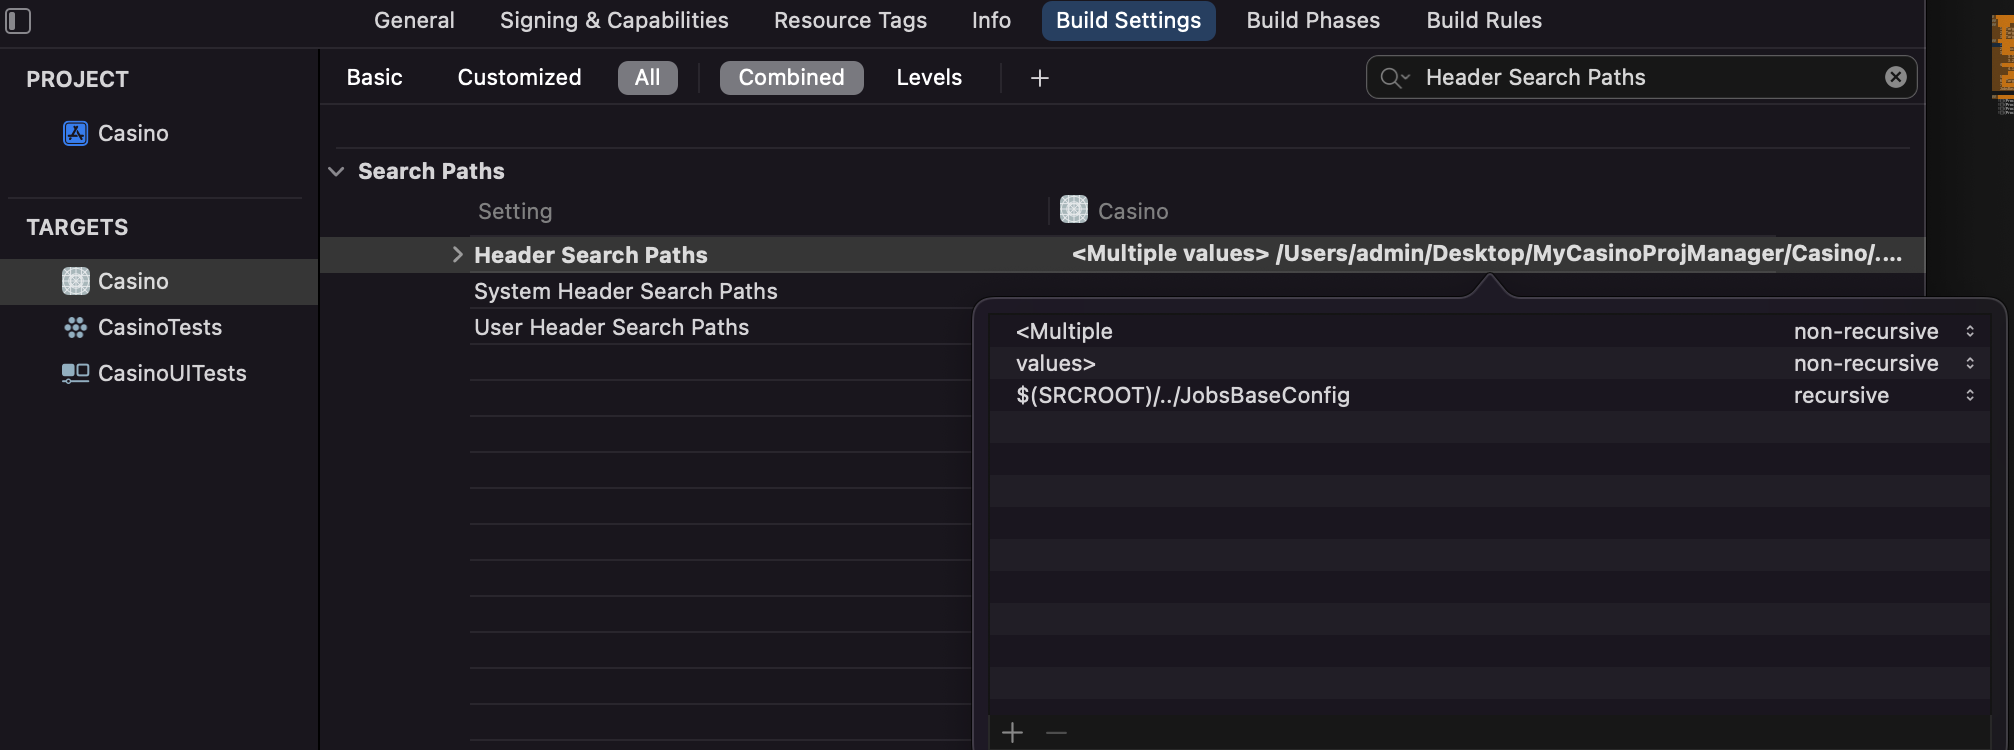 General Signing & Capabilities Resource Tags Info Build Settings Build Phases Build Rules
PROJECT
Casino
TARGETS
Casino
CasinoTests
CasinoUITests
Basic Customized All Combined Levels + Header Search Paths
Search Paths
Setting Casino
Header Search Paths <Multiple values> /Users/admin/Desktop/MyCasinoProjManager/Casino/....
System Header Search Paths
User Header Search Paths
<Multiple non-recursive
values> non-recursive
$(SRCROOT)/../JobsBaseConfig recursive